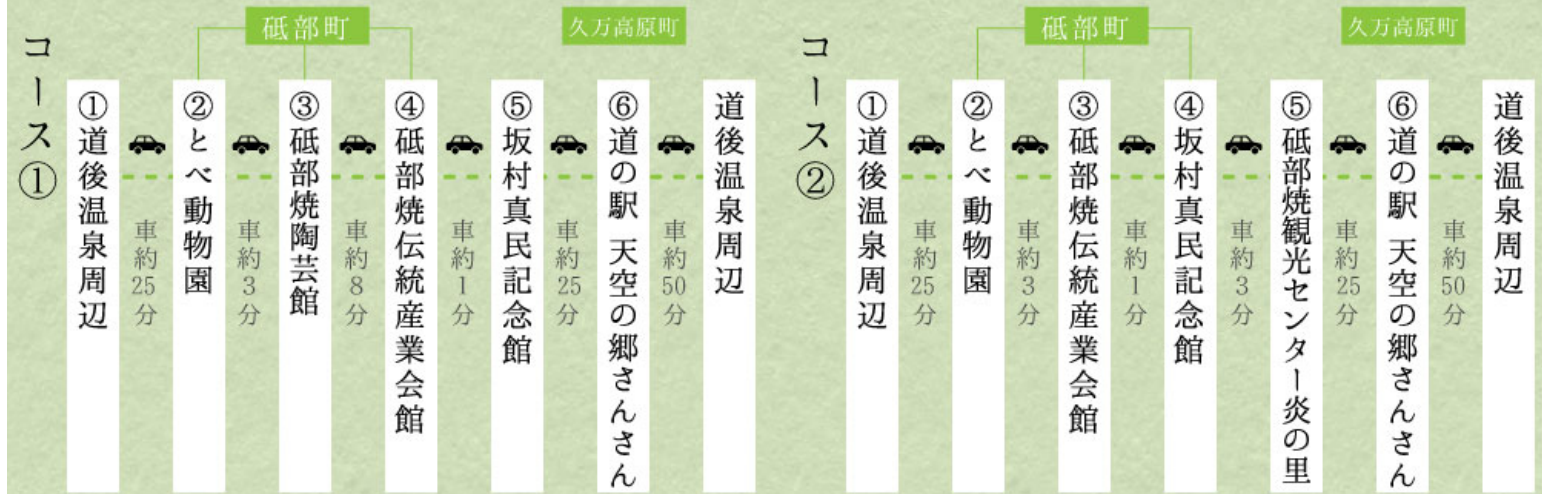 コース①
砥部町
久万高原町
①道後温泉周辺
車約25分
②とべ動物園
車約3分
③砥部焼陶芸館
車約8分
④砥部焼伝統産業会館
車約1分
⑤坂村真民記念館
車約25分
⑥道の駅 天空の郷さんさん
車約50分
道後温泉周辺
コース②
砥部町
久万高原町
①道後温泉周辺
車約25分
②とべ動物園
車約3分
③砥部焼伝統産業会館
車約1分
④坂村真民記念館
車約3分
⑤砥部焼観光センター炎の里
車約25分
⑥道の駅 天空の郷さんさん
車約50分
道後温泉周辺